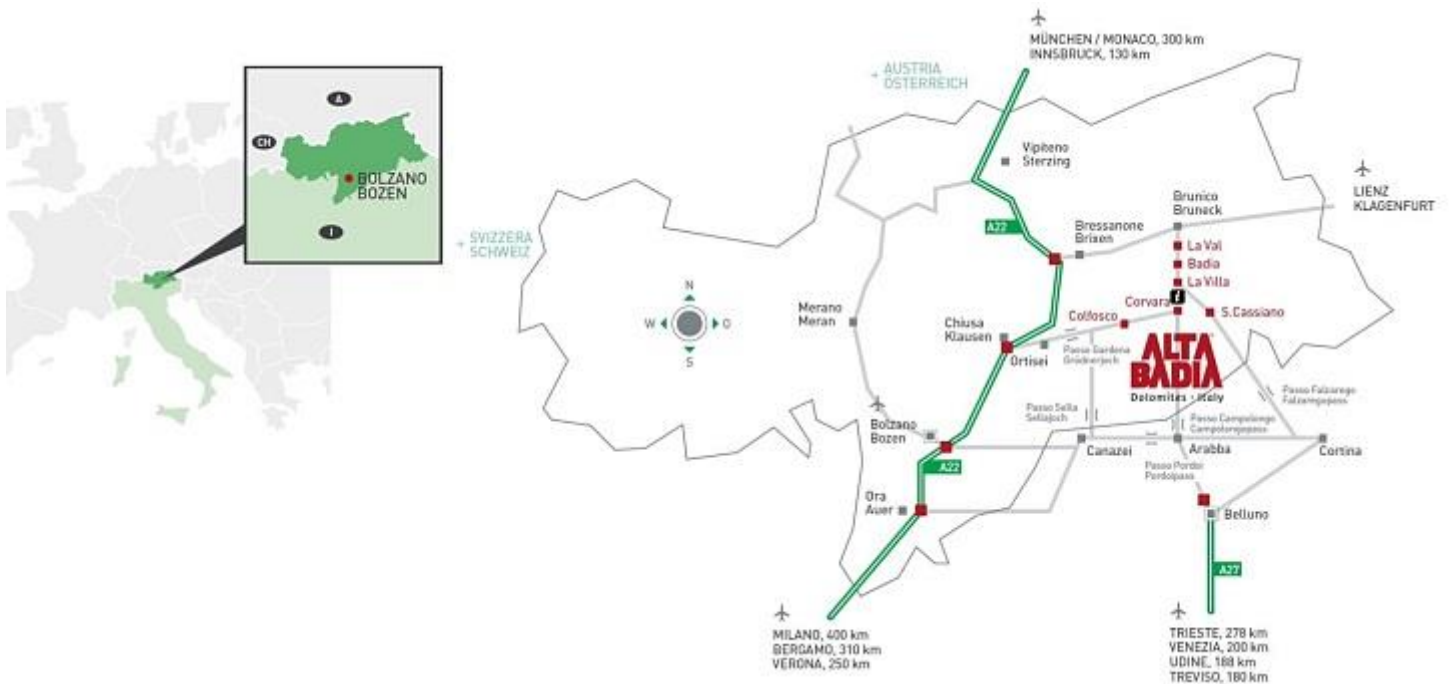 MÜNCHEN / MONACO, 300 km
INNSBRUCK, 130 km
→ AUSTRIA
ÖSTERREICH
A
CH
BOLZANO
BOZEN
I
→ SVIZZERA
SCHWEIZ
Vipiteno
Sterzing
LIENZ
KLAGENFURT
Brunico
Bruneck
A22
Bressanone
Brixen
La Val
Badia
La Villa
i
Corvara
S.Cassiano
Colfosco
N
W
O
S
Merano
Meran
Chiusa
Klausen
Ortisei
Passo Gardena
Grödnerjoch
ALTA
BADIA
Dolomites - Italy
Passo Falzarego
Falzaregopass
Passo Sella
Sellajoch
Passo Campolongo
Campolongopass
Bolzano
Bozen
Canazei
Arabba
Cortina
A22
Passo Pordoi
Pordoipass
Ora
Auer
Belluno
A27
MILANO, 400 km
BERGAMO, 310 km
VERONA, 250 km
TRIESTE, 278 km
VENEZIA, 200 km
UDINE, 188 km
TREVISO, 180 km